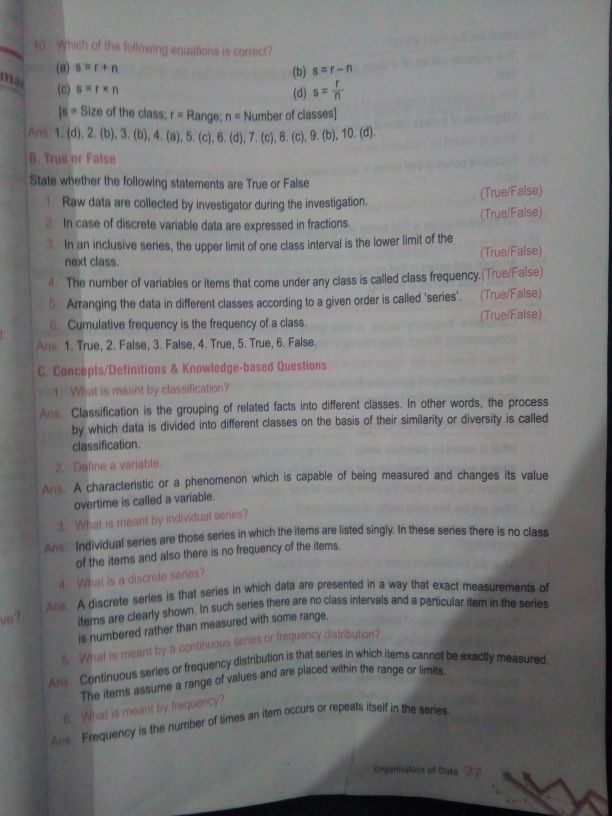 10. Which of the following equations is correct?
(a) s = r + n (b) s = r – n
(c) s = r × n (d) s = r/n
[s = Size of the class; r = Range; n = Number of classes]
Ans. 1. (d), 2. (b), 3. (b), 4. (a), 5. (c), 6. (d), 7. (c), 8. (c), 9. (b), 10. (d).
B. True or False
State whether the following statements are True or False
1. Raw data are collected by investigator during the investigation. (True/False)
2. In case of discrete variable data are expressed in fractions. (True/False)
3. In an inclusive series, the upper limit of one class interval is the lower limit of the
next class. (True/False)
4. The number of variables or items that come under any class is called class frequency. (True/False)
5. Arranging the data in different classes according to a given order is called 'series'. (True/False)
6. Cumulative frequency is the frequency of a class. (True/False)
Ans. 1. True, 2. False, 3. False, 4. True, 5. True, 6. False.
C. Concepts/Definitions & Knowledge-based Questions
1. What is meant by classification?
Ans. Classification is the grouping of related facts into different classes. In other words, the process
by which data is divided into different classes on the basis of their similarity or diversity is called
classification.
2. Define a variable.
Ans. A characteristic or a phenomenon which is capable of being measured and changes its value
overtime is called a variable.
3. What is meant by individual series?
Ans. Individual series are those series in which the items are listed singly. In these series there is no class
of the items and also there is no frequency of the items.
4. What is a discrete series?
Ans. A discrete series is that series in which data are presented in a way that exact measurements of
items are clearly shown. In such series there are no class intervals and a particular item in the series
is numbered rather than measured with some range.
5. What is meant by a continuous series or frequency distribution?
Ans. Continuous series or frequency distribution is that series in which items cannot be exactly measured.
The items assume a range of values and are placed within the range or limits.
6. What is meant by frequency?
Ans. Frequency is the number of times an item occurs or repeats itself in the series.
Organisation of Data 77